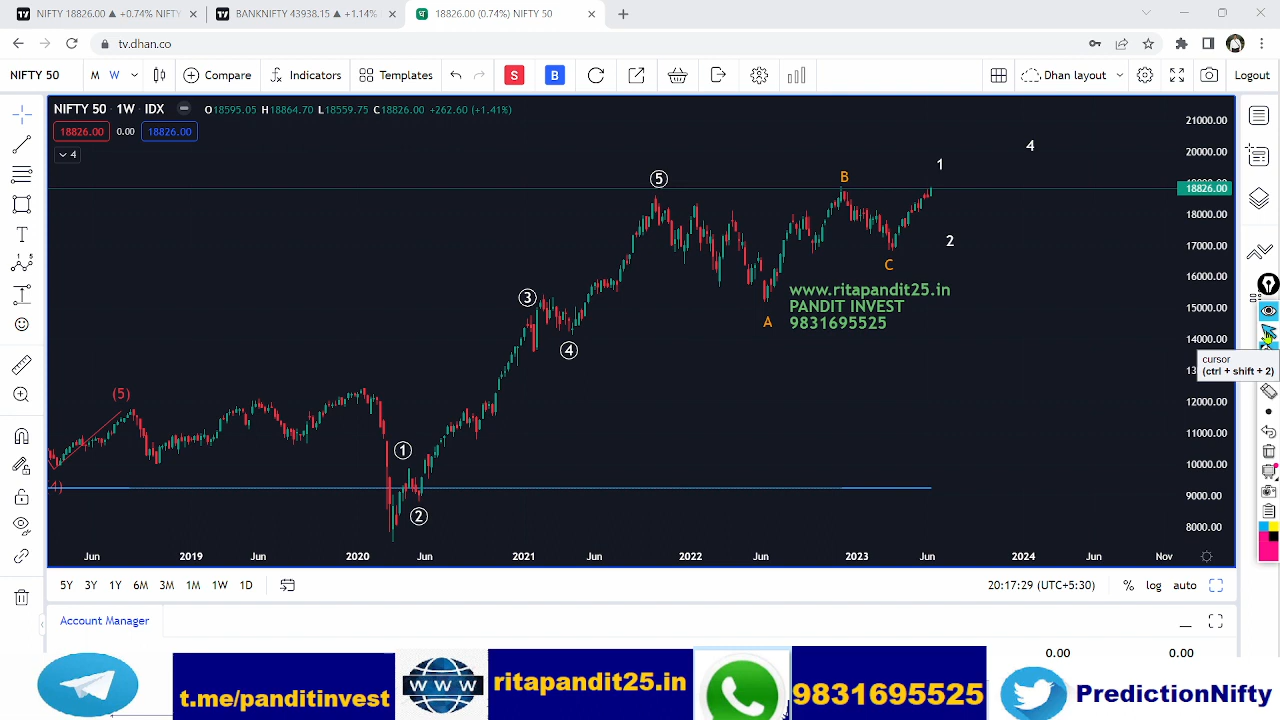 NIFTY 18826.00 ▲ +0.74% NIFTY
BANKNIFTY 43938.15 ▲ +1.14%
18826.00 (0.74%) NIFTY 50
tv.dhan.co
NIFTY 50
M
W
Compare
Indicators
Templates
S
B
Dhan layout
Logout
NIFTY 50 · 1W · IDX
O18595.05 H18864.70 L18559.75 C18826.00 +262.60 (+1.41%)
18826.00
0.00
18826.00
4
21000.00
20000.00
18826.00
18000.00
17000.00
16000.00
15000.00
14000.00
12000.00
11000.00
10000.00
9000.00
8000.00
4
1
B
5
2
C
www.ritapandit25.in
PANDIT INVEST
9831695525
A
3
4
cursor
(ctrl + shift + 2)
(5)
1
2
Jun
2019
Jun
2020
Jun
2021
Jun
2022
Jun
2023
Jun
2024
Jun
Nov
5Y
3Y
1Y
6M
3M
1M
1W
1D
20:17:29 (UTC+5:30)
%
log
auto
Account Manager
0.00
0.00
t.me/panditinvest
WWW
ritapandit25.in
9831695525
PredictionNifty